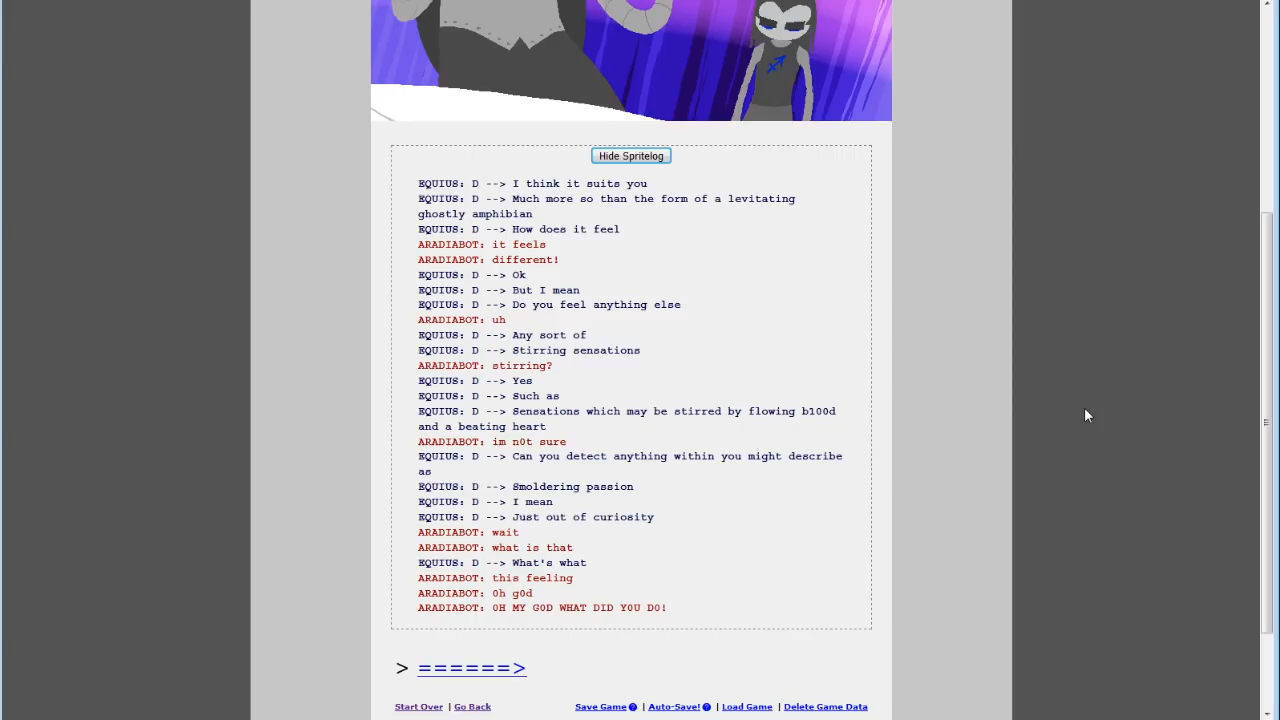 Hide Spritelog
EQUIUS: D --> I think it suits you
EQUIUS: D --> Much more so than the form of a levitating
ghostly amphibian
EQUIUS: D --> How does it feel
ARADIABOT: it feels
ARADIABOT: different!
EQUIUS: D --> Ok
EQUIUS: D --> But I mean
EQUIUS: D --> Do you feel anything else
ARADIABOT: uh
EQUIUS: D --> Any sort of
EQUIUS: D --> Stirring sensations
ARADIABOT: stirring?
EQUIUS: D --> Yes
EQUIUS: D --> Such as
EQUIUS: D --> Sensations which may be stirred by flowing b100d
and a beating heart
ARADIABOT: im n0t sure
EQUIUS: D --> Can you detect anything within you might describe
as
EQUIUS: D --> Smoldering passion
EQUIUS: D --> I mean
EQUIUS: D --> Just out of curiosity
ARADIABOT: wait
ARADIABOT: what is that
EQUIUS: D --> What's what
ARADIABOT: this feeling
ARADIABOT: 0h g0d
ARADIABOT: 0H MY G0D WHAT DID Y0U D0!
> ======>
Start Over | Go Back Save Game ? | Auto-Save! ? | Load Game | Delete Game Data